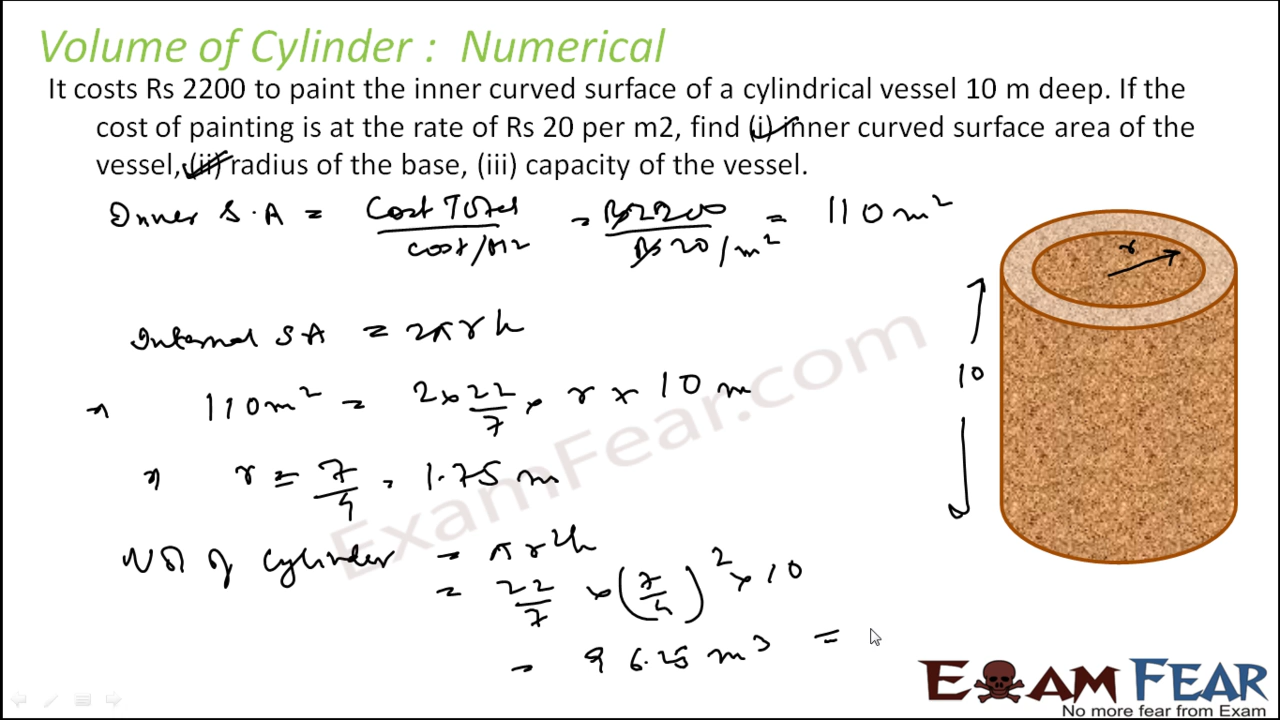 Volume of Cylinder : Numerical
It costs Rs 2200 to paint the inner curved surface of a cylindrical vessel 10 m deep. If the
cost of painting is at the rate of Rs 20 per m2, find (i) inner curved surface area of the
vessel, (ii) radius of the base, (iii) capacity of the vessel.
Inner S.A = Cost Total / cost/m2 = Rs 2200 / Rs 20/m² = 110 m²
r
10
Internal SA = 2πrh
⇒ 110 m² = 2 × 22/7 × r × 10 m
⇒ r = 7/4 = 1.75 m
Vol of cylinder = πr²h
= 22/7 × (7/4)² × 10
= 96.25 m³ =
ExamFear.com
EXAM FEAR
No more fear from Exam